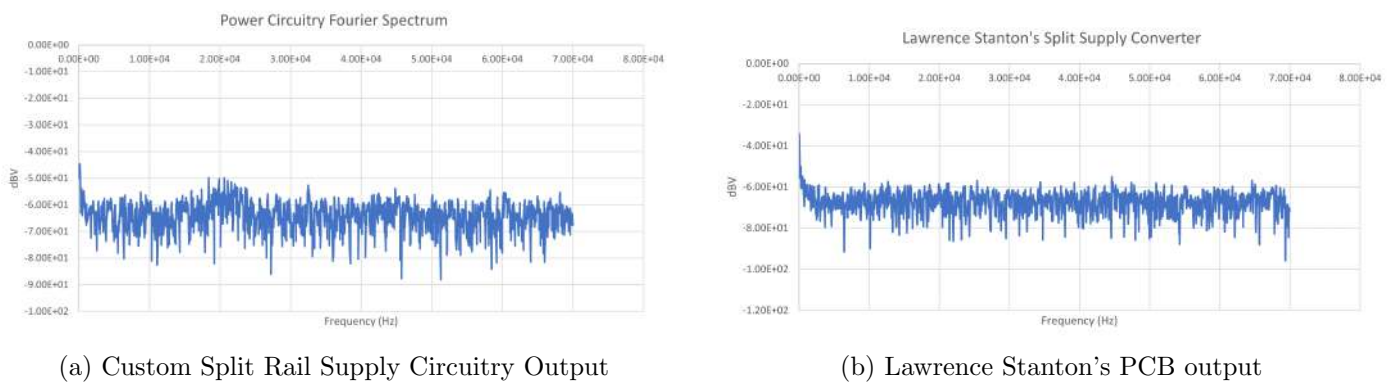 Power Circuitry Fourier Spectrum
0.00E+00
0.00E+00 1.00E+04 2.00E+04 3.00E+04 4.00E+04 5.00E+04 6.00E+04 7.00E+04 8.00E+04
-1.00E+01
-2.00E+01
-3.00E+01
-4.00E+01
-5.00E+01
-6.00E+01
-7.00E+01
-8.00E+01
-9.00E+01
-1.00E+02
dBV
Frequency (Hz)
(a) Custom Split Rail Supply Circuitry Output
Lawrence Stanton's Split Supply Converter
0.00E+00
0.00E+00 1.00E+04 2.00E+04 3.00E+04 4.00E+04 5.00E+04 6.00E+04 7.00E+04 8.00E+04
-2.00E+01
-4.00E+01
-6.00E+01
-8.00E+01
-1.00E+02
-1.20E+02
dBV
Frequency (Hz)
(b) Lawrence Stanton's PCB output